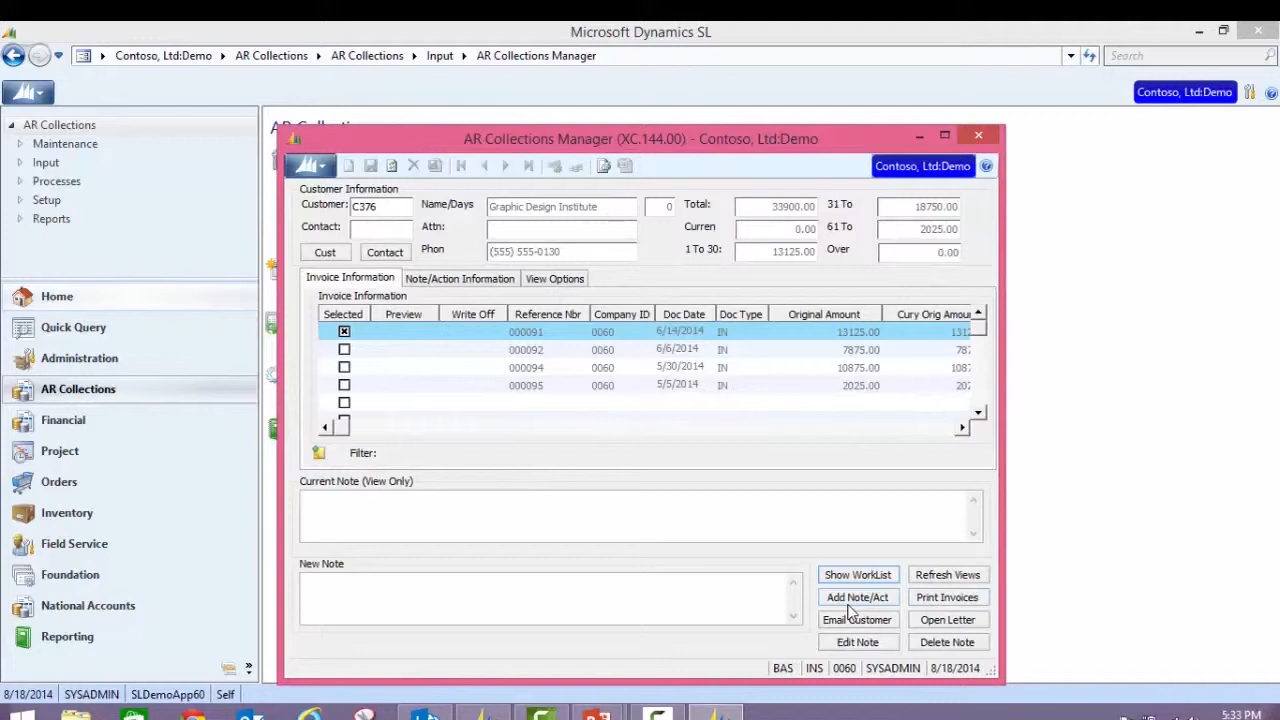 Microsoft Dynamics SL
Contoso, Ltd:Demo AR Collections AR Collections Input AR Collections Manager Search
Contoso, Ltd:Demo
AR Collections
Maintenance
Input
Processes
Setup
Reports
Home
Quick Query
Administration
AR Collections
Financial
Project
Orders
Inventory
Field Service
Foundation
National Accounts
Reporting
AR Collections Manager (XC.144.00) - Contoso, Ltd:Demo
Contoso, Ltd:Demo
Customer Information
Customer: C376 Name/Days Graphic Design Institute 0 Total: 33900.00 31 To 18750.00
Contact: Attn: Curren 0.00 61 To 2025.00
Cust Contact Phon (555) 555-0130 1 To 30: 13125.00 Over 0.00
Invoice Information Note/Action Information View Options
Invoice Information
Selected Preview Write Off Reference Nbr Company ID Doc Date Doc Type Original Amount Cury Orig Amou
000091 0060 6/14/2014 IN 13125.00 1312
000092 0060 6/6/2014 IN 7875.00 787
000094 0060 5/30/2014 IN 10875.00 1087
000095 0060 5/5/2014 IN 2025.00 202
Filter:
Current Note (View Only)
New Note
Show WorkList Refresh Views
Add Note/Act Print Invoices
Email Customer Open Letter
Edit Note Delete Note
BAS INS 0060 SYSADMIN 8/18/2014
8/18/2014 SYSADMIN SLDemoApp60 Self
5:33 PM